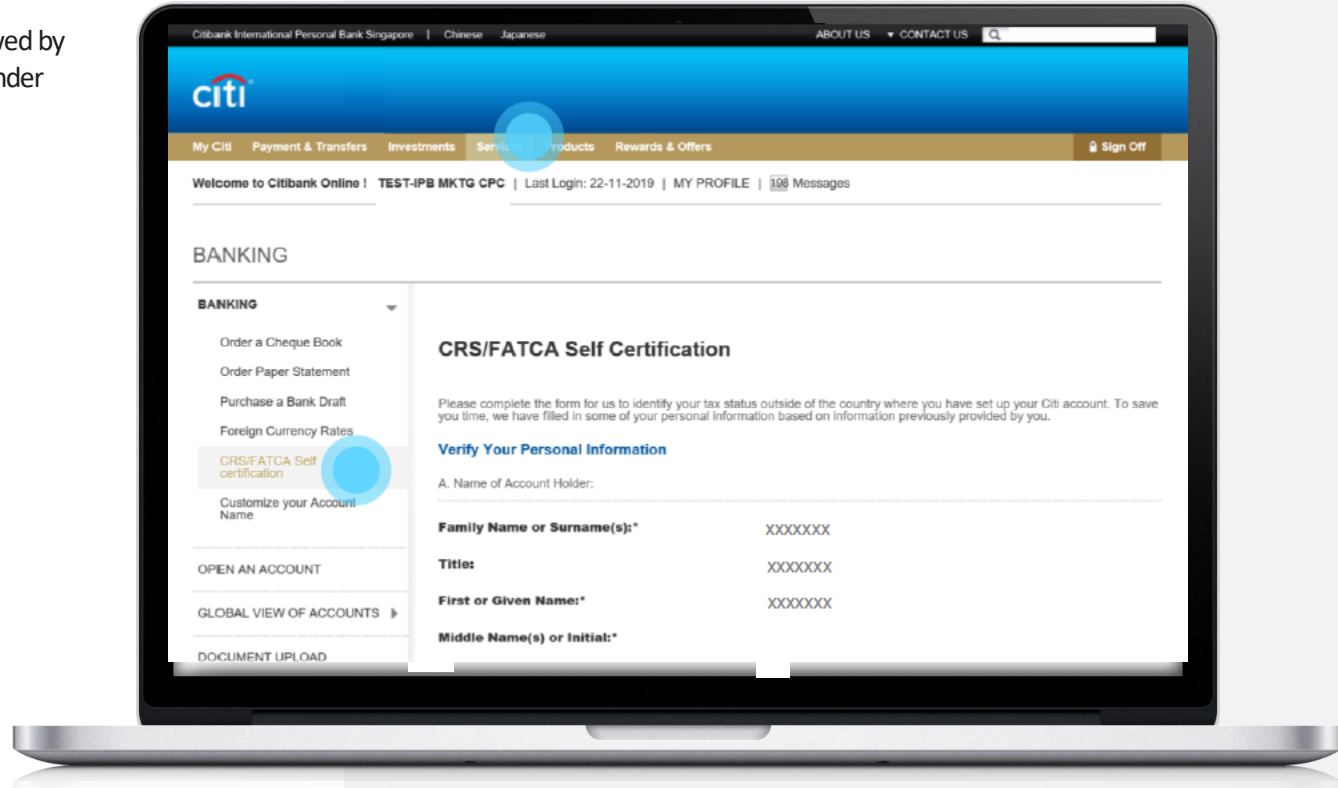 ved by
nder
Citibank International Personal Bank Singapore | Chinese Japanese ABOUT US ▼ CONTACT US
citi
My Citi Payment & Transfers Investments Products Rewards & Offers Sign Off
Welcome to Citibank Online ! TEST-IPB MKTG CPC | Last Login: 22-11-2019 | MY PROFILE | 198 Messages
BANKING
BANKING
Order a Cheque Book
Order Paper Statement
Purchase a Bank Draft
Foreign Currency Rates
CRS/FATCA Self
certification
Customize your Account
Name
OPEN AN ACCOUNT
GLOBAL VIEW OF ACCOUNTS
DOCUMENT UPLOAD
CRS/FATCA Self Certification
Please complete the form for us to identify your tax status outside of the country where you have set up your Citi account. To save
you time, we have filled in some of your personal information based on information previously provided by you.
Verify Your Personal Information
A. Name of Account Holder:
Family Name or Surname(s):* XXXXXXX
Title: XXXXXXX
First or Given Name:* XXXXXXX
Middle Name(s) or Initial:*